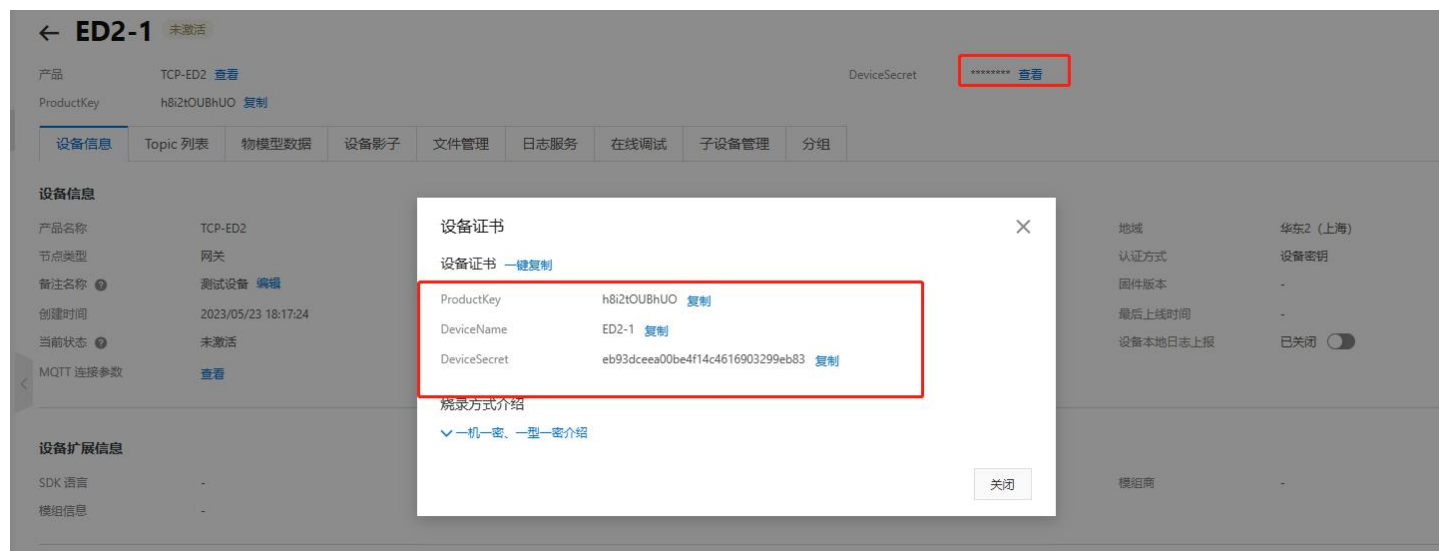 ← ED2-1 未激活
产品 TCP-ED2 查看 DeviceSecret ******** 查看
ProductKey h8i2tOUBhUO 复制
设备信息 Topic 列表 物模型数据 设备影子 文件管理 日志服务 在线调试 子设备管理 分组
设备信息
产品名称 TCP-ED2 地域 华东2（上海）
节点类型 网关 认证方式 设备密钥
备注名称 测试设备 编辑 固件版本 -
创建时间 2023/05/23 18:17:24 最后上线时间 -
当前状态 未激活 设备本地日志上报 已关闭
MQTT 连接参数 查看
设备扩展信息
SDK 语言 - 模组商 -
模组信息 -
设备证书
设备证书 一键复制
ProductKey h8i2tOUBhUO 复制
DeviceName ED2-1 复制
DeviceSecret eb93dceea00be4f14c4616903299eb83 复制
烧录方式介绍
一机一密、一型一密介绍
关闭